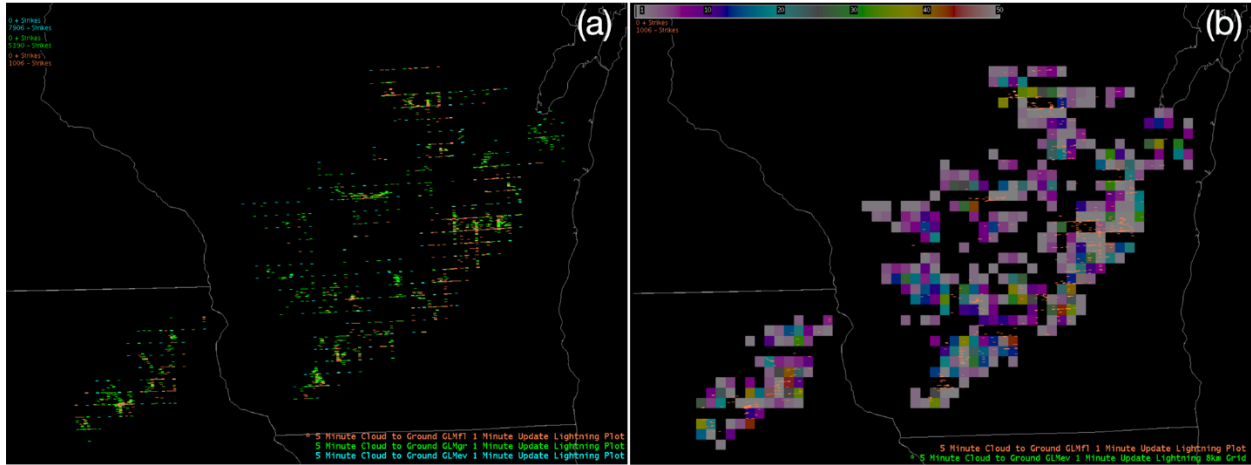 (a)
0 + Strikes
7906 - Strikes
0 + Strikes
5390 - Strikes
0 + Strikes
1006 - Strikes
* 5 Minute Cloud to Ground GLMfl 1 Minute Update Lightning Plot
5 Minute Cloud to Ground GLMgr 1 Minute Update Lightning Plot
5 Minute Cloud to Ground GLMev 1 Minute Update Lightning Plot
(b)
1 10 20 30 40 50
0 + Strikes
1006 - Strikes
5 Minute Cloud to Ground GLMfl 1 Minute Update Lightning Plot
* 5 Minute Cloud to Ground GLMev 1 Minute Update Lightning 8km Grid